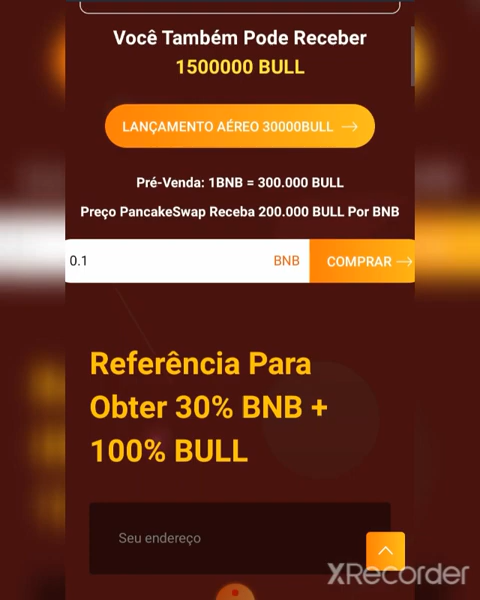 Você Também Pode Receber
1500000 BULL
LANÇAMENTO AÉREO 30000BULL
Pré-Venda: 1BNB = 300.000 BULL
Preço PancakeSwap Receba 200.000 BULL Por BNB
0.1 BNB COMPRAR
Referência Para
Obter 30% BNB +
100% BULL
Seu endereço
XRecorder